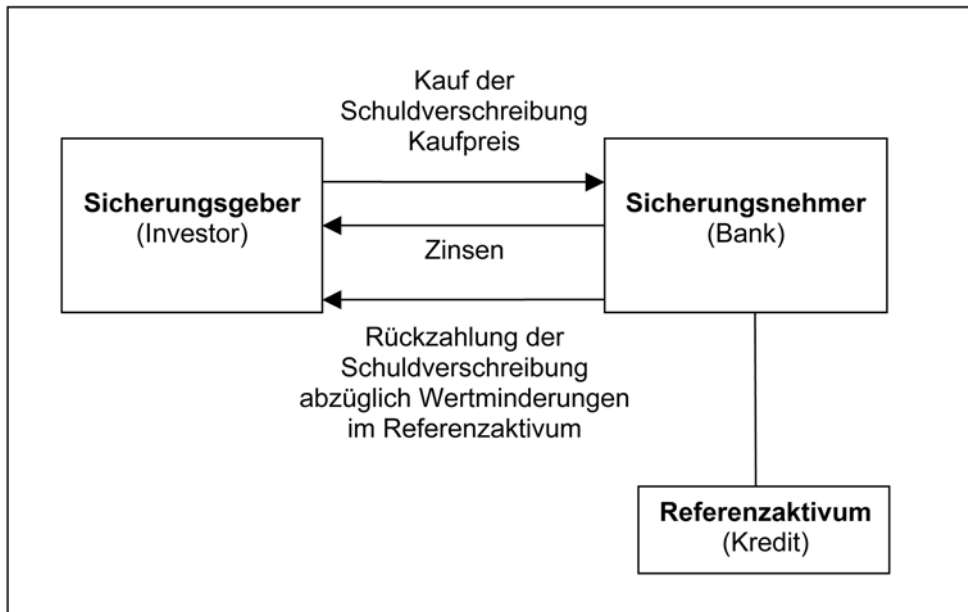 Kauf der
Schuldverschreibung
Kaufpreis
Sicherungsgeber
(Investor)
Sicherungsnehmer
(Bank)
Zinsen
Rückzahlung der
Schuldverschreibung
abzüglich Wertminderungen
im Referenzaktivum
Referenzaktivum
(Kredit)